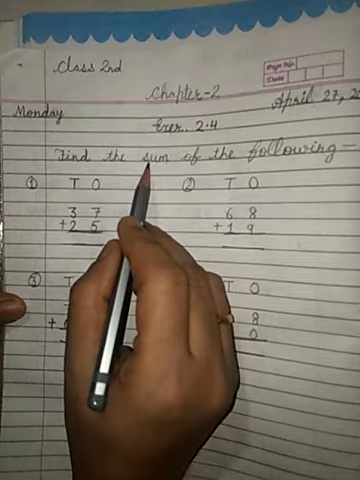 Class 2nd
Page No.
Date
Chapter-2
Monday
April 27, 20
Exer. 2.4
Find the sum of the following-
① T O ② T O
3 7 6 8
+ 2 5 + 1 9
③ T T O
8
+ 0